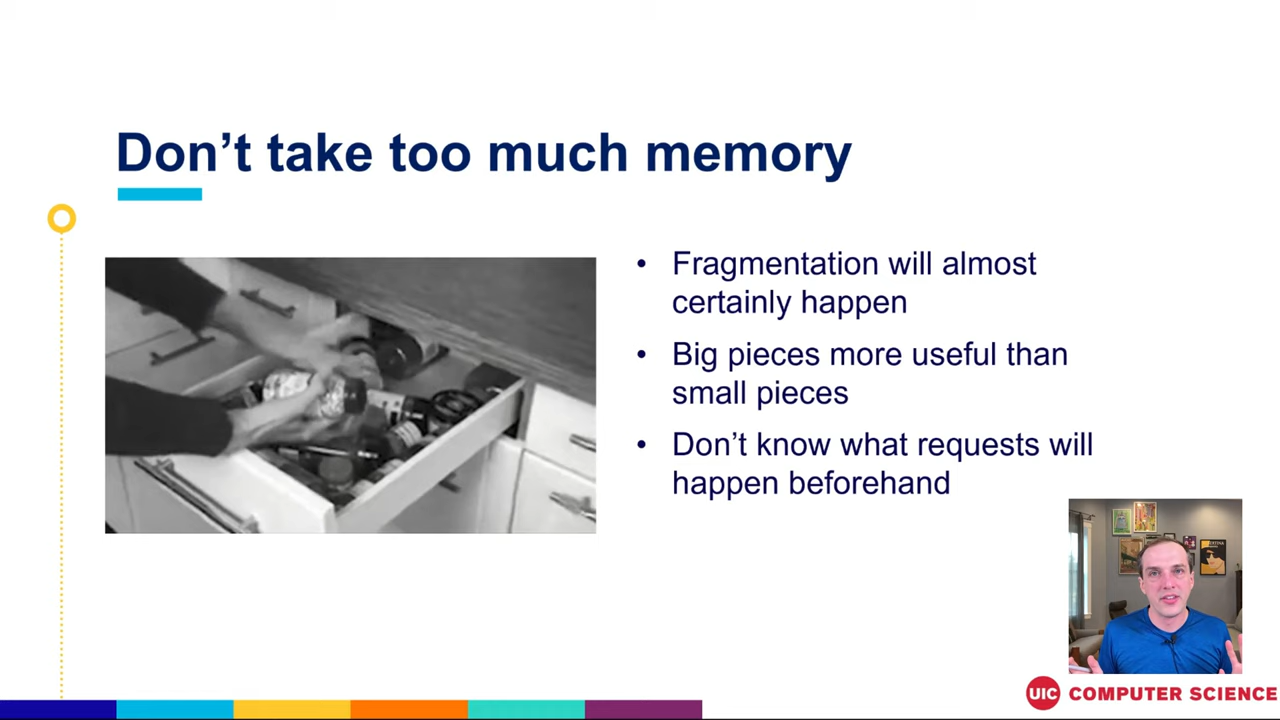 Don’t take too much memory
• Fragmentation will almost
certainly happen
• Big pieces more useful than
small pieces
• Don’t know what requests will
happen beforehand
UIC COMPUTER SCIENCE